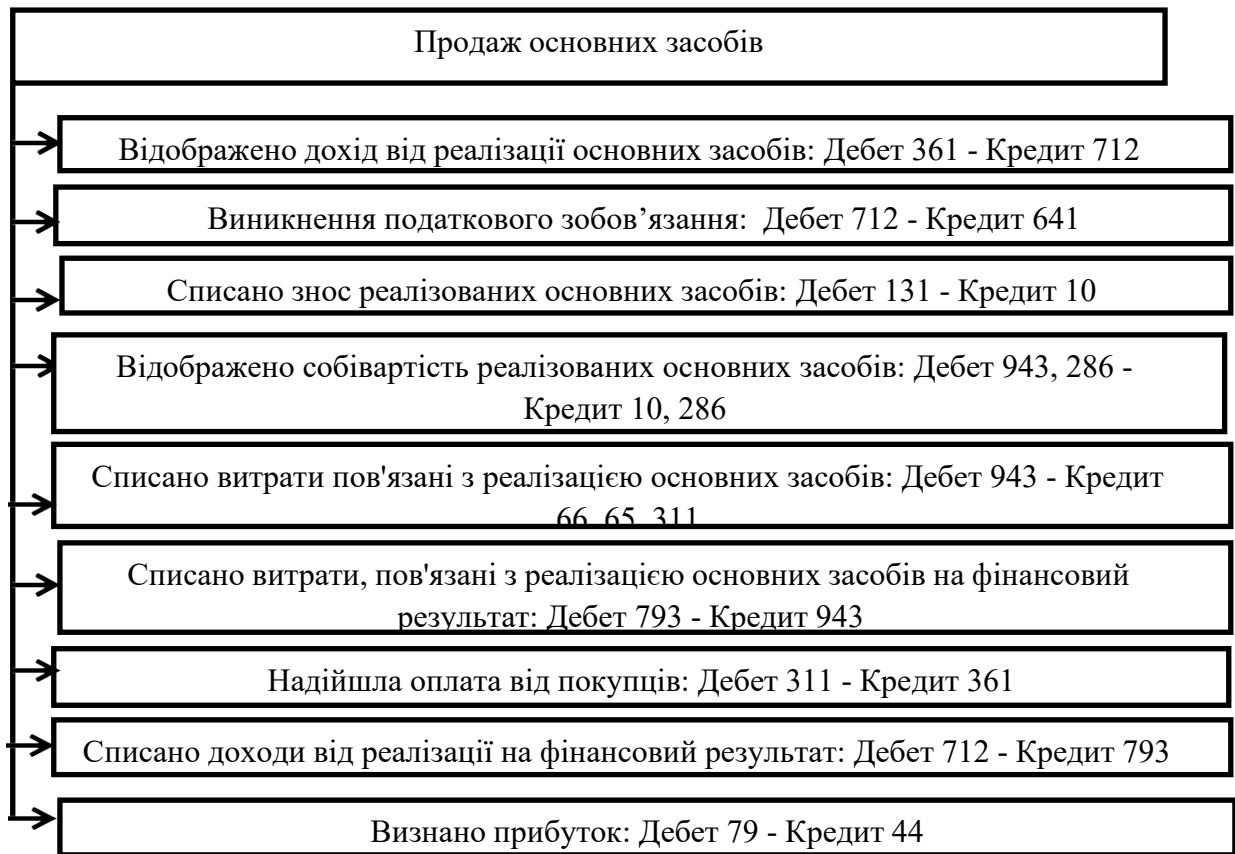 Продаж основних засобів
Відображено дохід від реалізації основних засобів: Дебет 361 - Кредит 712
Виникнення податкового зобов’язання: Дебет 712 - Кредит 641
Списано знос реалізованих основних засобів: Дебет 131 - Кредит 10
Відображено собівартість реалізованих основних засобів: Дебет 943, 286 -
Кредит 10, 286
Списано витрати пов'язані з реалізацією основних засобів: Дебет 943 - Кредит
66, 65, 311
Списано витрати, пов'язані з реалізацією основних засобів на фінансовий
результат: Дебет 793 - Кредит 943
Надійшла оплата від покупців: Дебет 311 - Кредит 361
Списано доходи від реалізації на фінансовий результат: Дебет 712 - Кредит 793
Визнано прибуток: Дебет 79 - Кредит 44